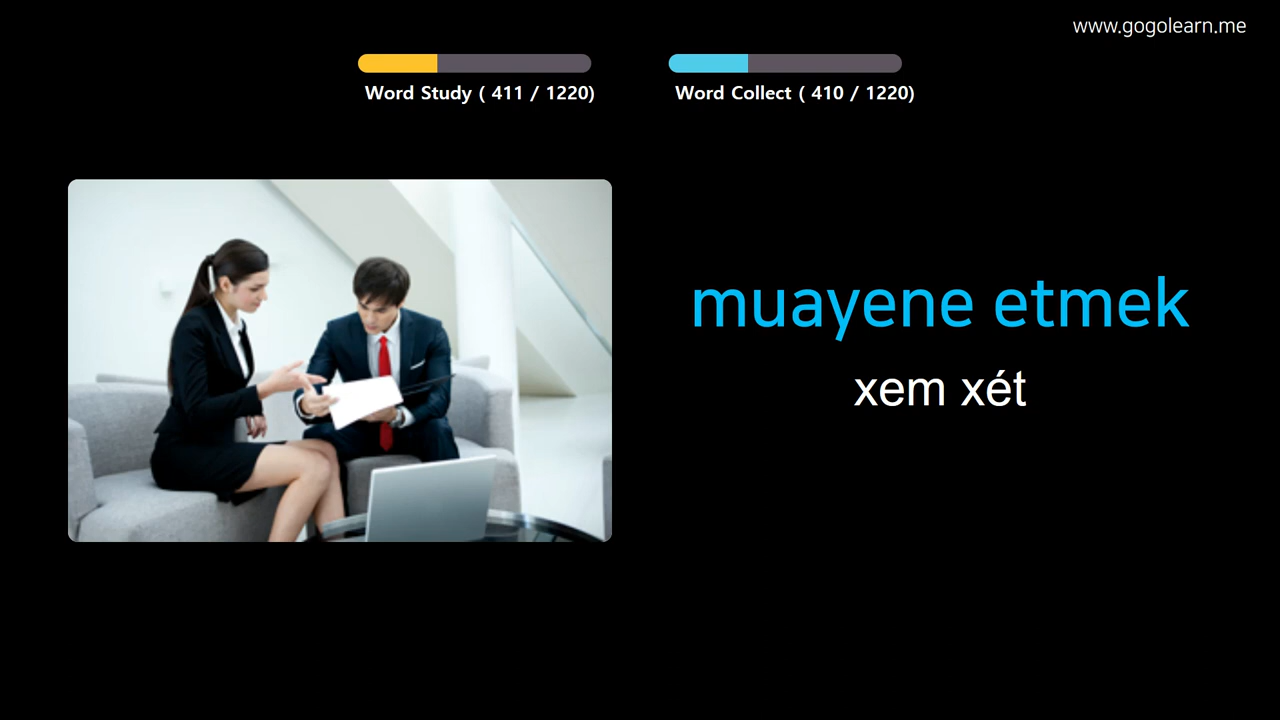 www.gogolearn.me
Word Study ( 411 / 1220)
Word Collect ( 410 / 1220)
muayene etmek
xem xét